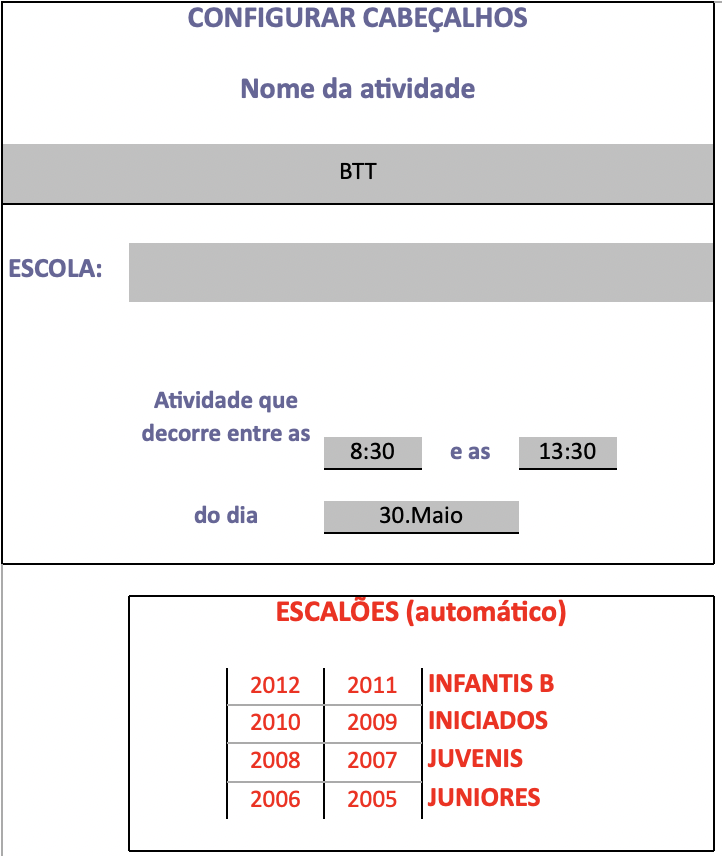 CONFIGURAR CABEÇALHOS
Nome da atividade
BTT
ESCOLA:
Atividade que
decorre entre as 8:30 e as 13:30
do dia 30.Maio
ESCALÕES (automático)
2012 2011 INFANTIS B
2010 2009 INICIADOS
2008 2007 JUVENIS
2006 2005 JUNIORES